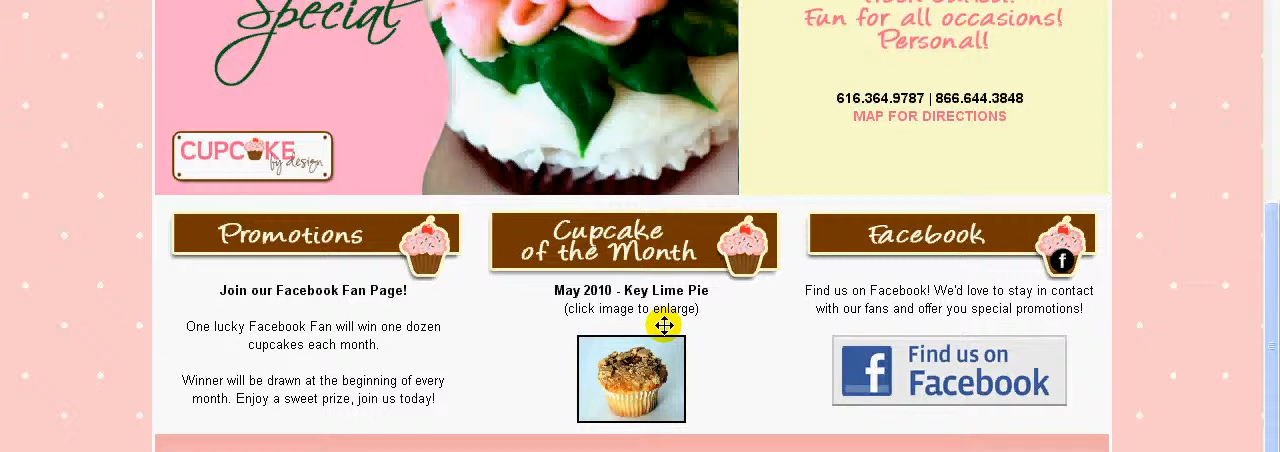 Special
Fun for all occasions!
Personal!
616.364.9787 | 866.644.3848
MAP FOR DIRECTIONS
CUPCAKE
by design
Promotions
Join our Facebook Fan Page!
One lucky Facebook Fan will win one dozen
cupcakes each month.
Winner will be drawn at the beginning of every
month. Enjoy a sweet prize, join us today!
Cupcake
of the Month
May 2010 - Key Lime Pie
(click image to enlarge)
Facebook
f
Find us on Facebook! We'd love to stay in contact
with our fans and offer you special promotions!
f Find us on
Facebook